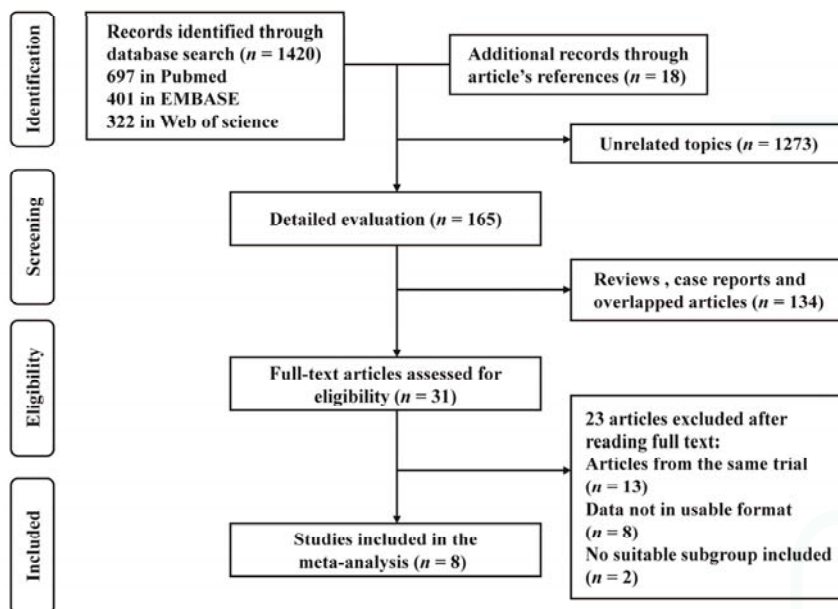 Identification
Records identified through
database search (n = 1420)
697 in Pubmed
401 in EMBASE
322 in Web of science
Additional records through
article's references (n = 18)
Unrelated topics (n = 1273)
Screening
Detailed evaluation (n = 165)
Reviews , case reports and
overlapped articles (n = 134)
Eligibility
Full-text articles assessed for
eligibility (n = 31)
23 articles excluded after
reading full text:
Articles from the same trial
(n = 13)
Data not in usable format
(n = 8)
No suitable subgroup included
(n = 2)
Included
Studies included in the
meta-analysis (n = 8)